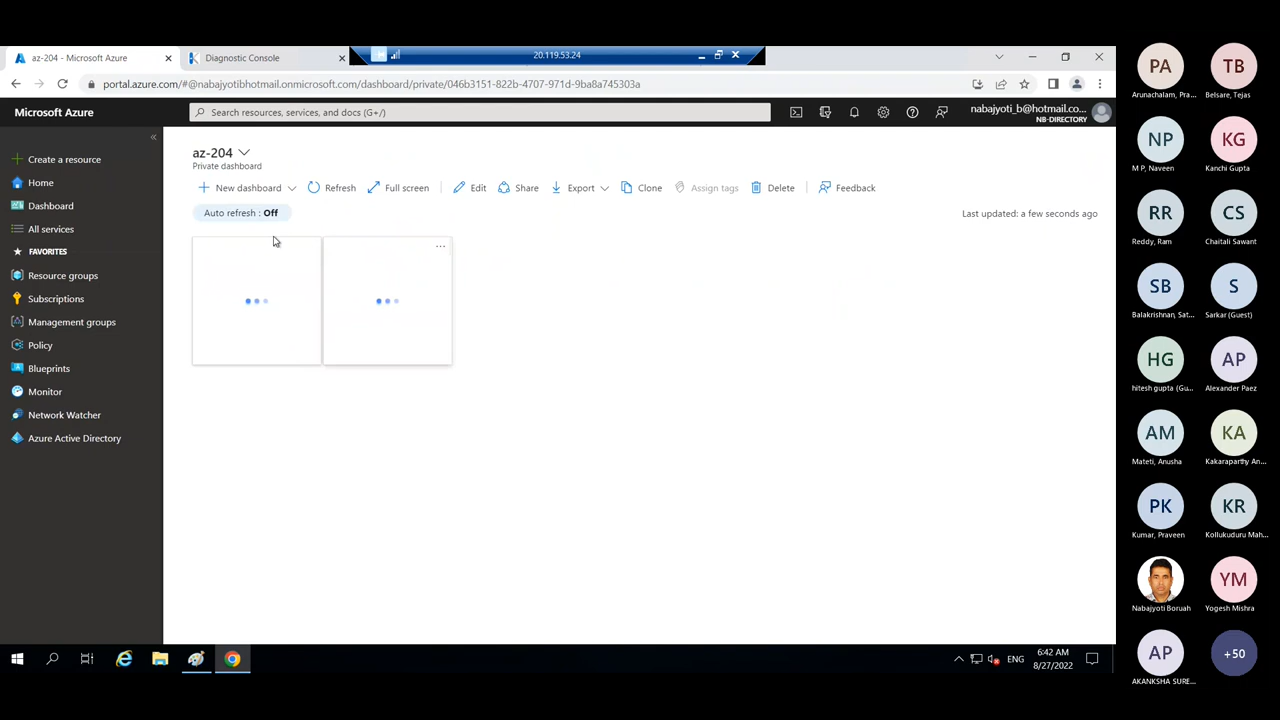 az-204 - Microsoft Azure
Diagnostic Console
20.119.53.24
portal.azure.com/#@nabajyotibhotmail.onmicrosoft.com/dashboard/private/046b3151-822b-4707-971d-9ba8a745303a
Microsoft Azure
Search resources, services, and docs (G+/)
nabajyoti_b@hotmail.co...
NB-DIRECTORY
Create a resource
Home
Dashboard
All services
FAVORITES
Resource groups
Subscriptions
Management groups
Policy
Blueprints
Monitor
Network Watcher
Azure Active Directory
az-204
Private dashboard
New dashboard
Refresh
Full screen
Edit
Share
Export
Clone
Assign tags
Delete
Feedback
Auto refresh : Off
Last updated: a few seconds ago
ENG
6:42 AM
8/27/2022
PA
Arunachalam, Pra...
TB
Belsare, Tejas
NP
M P, Naveen
KG
Kanchi Gupta
RR
Reddy, Ram
CS
Chaitali Sawant
SB
Balakrishnan, Sat...
S
Sarkar (Guest)
HG
hitesh gupta (Gu...
AP
Alexander Paez
AM
Mateti, Anusha
KA
Kakaraparthy An...
PK
Kumar, Praveen
KR
Kollukuduru Mah...
Nabajyoti Boruah
YM
Yogesh Mishra
AP
AKANKSHA SURE...
+50